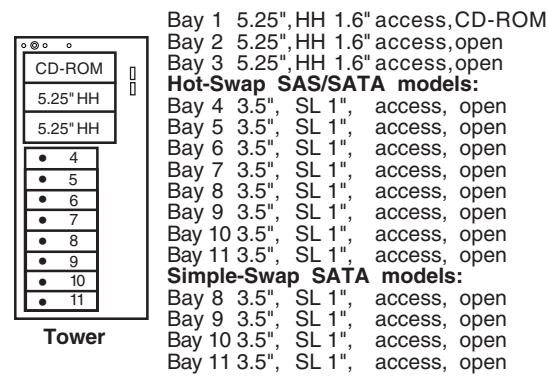 CD-ROM
5.25" HH
5.25" HH
4
5
6
7
8
9
10
11
Tower
Bay 1 5.25", HH 1.6" access, CD-ROM
Bay 2 5.25", HH 1.6" access, open
Bay 3 5.25", HH 1.6" access, open
Hot-Swap SAS/SATA models:
Bay 4 3.5", SL 1", access, open
Bay 5 3.5", SL 1", access, open
Bay 6 3.5", SL 1", access, open
Bay 7 3.5", SL 1", access, open
Bay 8 3.5", SL 1", access, open
Bay 9 3.5", SL 1", access, open
Bay 10 3.5", SL 1", access, open
Bay 11 3.5", SL 1", access, open
Simple-Swap SATA models:
Bay 8 3.5", SL 1", access, open
Bay 9 3.5", SL 1", access, open
Bay 10 3.5", SL 1", access, open
Bay 11 3.5", SL 1", access, open